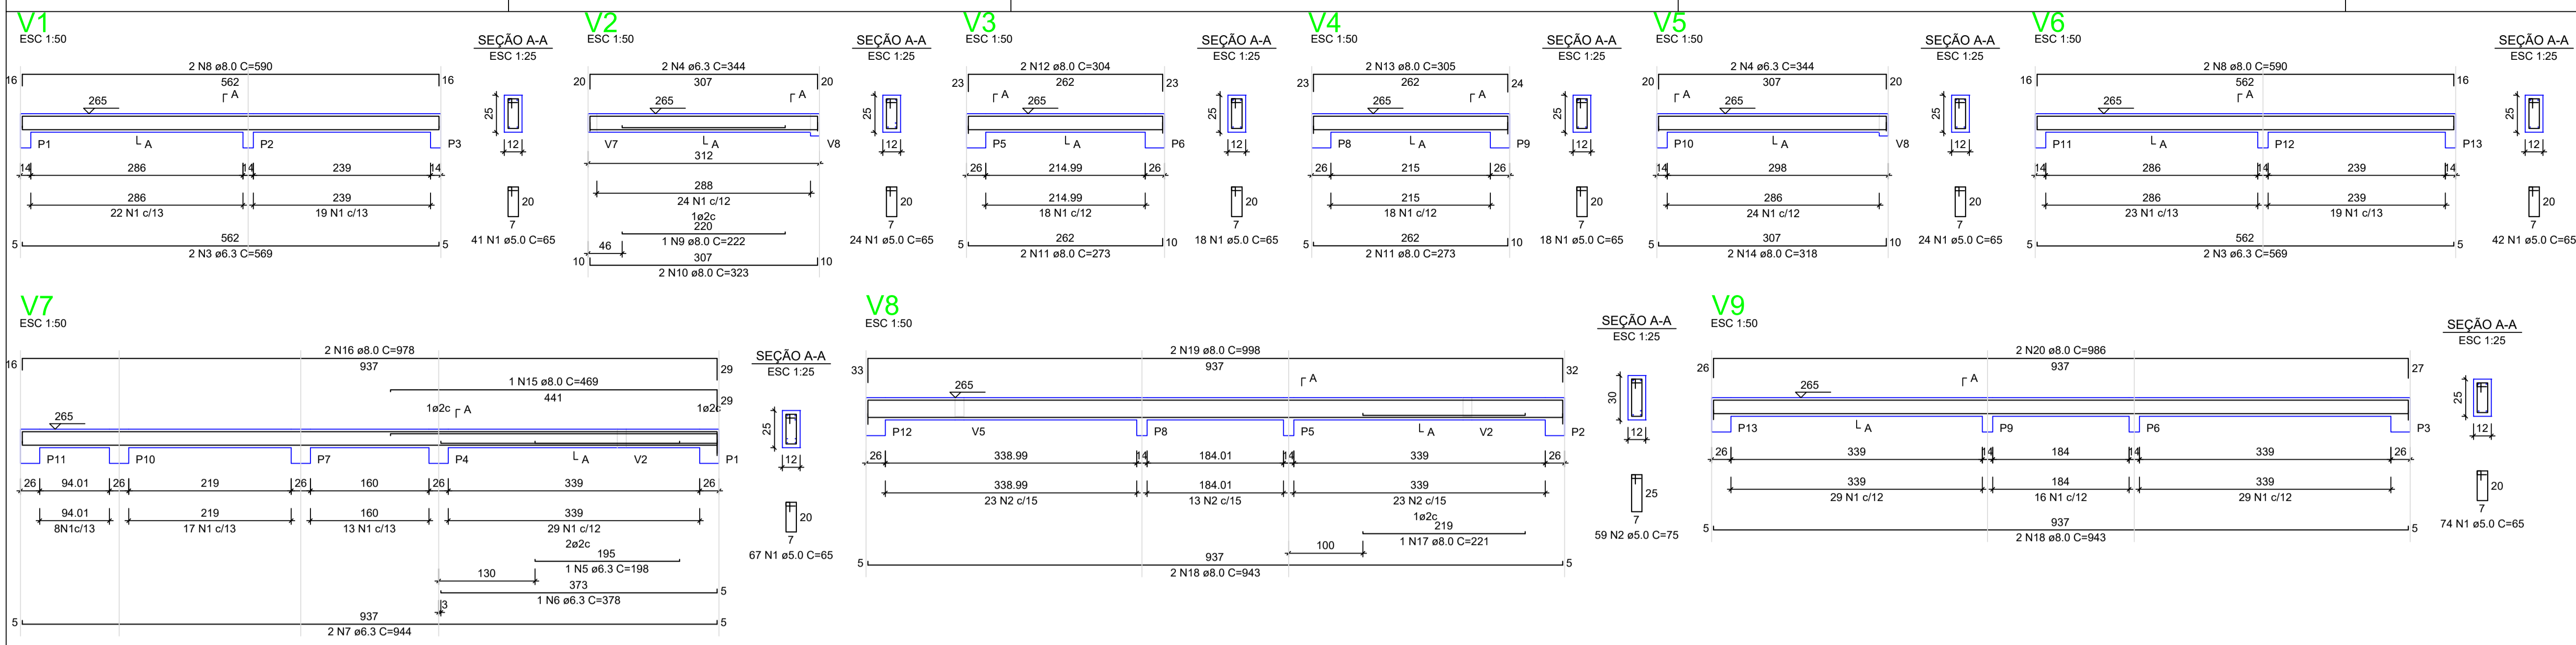 V1
ESC 1:50
SEÇÃO A-A
ESC 1:25
2 N8 ø8.0 C=590
16 562 16
265 A
25
P1 A P2 P3
12
14 286 14 239 14
286 239
22 N1 c/13 19 N1 c/13
20
7
41 N1 ø5.0 C=65
5 562 5
2 N3 ø6.3 C=569
V2
ESC 1:50
SEÇÃO A-A
ESC 1:25
2 N4 ø6.3 C=344
20 307 20
265 A
25
V7 A V8
12
312
288
24 N1 c/12
20
7
24 N1 ø5.0 C=65
1ø2c
220
46 1 N9 ø8.0 C=222
10 307 10
2 N10 ø8.0 C=323
V3
ESC 1:50
SEÇÃO A-A
ESC 1:25
2 N12 ø8.0 C=304
23 262 23
A 265
25
P5 A P6
12
26 214.99 26
214.99
18 N1 c/12
20
7
18 N1 ø5.0 C=65
5 262 10
2 N11 ø8.0 C=273
V4
ESC 1:50
SEÇÃO A-A
ESC 1:25
2 N13 ø8.0 C=305
23 262 24
265 A
25
P8 A P9
12
26 215 26
215
18 N1 c/12
20
7
18 N1 ø5.0 C=65
5 262 10
2 N11 ø8.0 C=273
V5
ESC 1:50
SEÇÃO A-A
ESC 1:25
2 N4 ø6.3 C=344
20 307 20
A 265
25
P10 A V8
12
14 298
286
24 N1 c/12
20
7
24 N1 ø5.0 C=65
5 307 10
2 N14 ø8.0 C=318
V6
ESC 1:50
SEÇÃO A-A
ESC 1:25
2 N8 ø8.0 C=590
16 562 16
265 A
25
P11 A P12 P13
12
14 286 14 239 14
286 239
23 N1 c/13 19 N1 c/13
20
7
42 N1 ø5.0 C=65
5 562 5
2 N3 ø6.3 C=569
V7
ESC 1:50
SEÇÃO A-A
ESC 1:25
2 N16 ø8.0 C=978
16 937 29
1 N15 ø8.0 C=469
441 29
1ø2c A 1ø2c
265
25
P11 P10 P7 P4 A V2 P1
12
26 94.01 26 219 26 160 26 339 26
94.01 219 160 339
8N1c/13 17 N1 c/13 13 N1 c/13 29 N1 c/12
20
7
67 N1 ø5.0 C=65
2ø2c
195
130 1 N5 ø6.3 C=198
373 5
1 N6 ø6.3 C=378
3
5 937 5
2 N7 ø6.3 C=944
V8
ESC 1:50
SEÇÃO A-A
ESC 1:25
2 N19 ø8.0 C=998
33 937 32
265 A
30
P12 V5 P8 P5 A V2 P2
12
26 338.99 14 184.01 14 339 26
338.99 184.01 339
23 N2 c/15 13 N2 c/15 23 N2 c/15
25
7
59 N2 ø5.0 C=75
1ø2c
219
100 1 N17 ø8.0 C=221
5 937 5
2 N18 ø8.0 C=943
V9
ESC 1:50
SEÇÃO A-A
ESC 1:25
2 N20 ø8.0 C=986
26 937 27
265 A
25
P13 A P9 P6 P3
12
26 339 14 184 14 339 26
339 184 339
29 N1 c/12 16 N1 c/12 29 N1 c/12
20
7
74 N1 ø5.0 C=65
5 937 5
2 N18 ø8.0 C=943